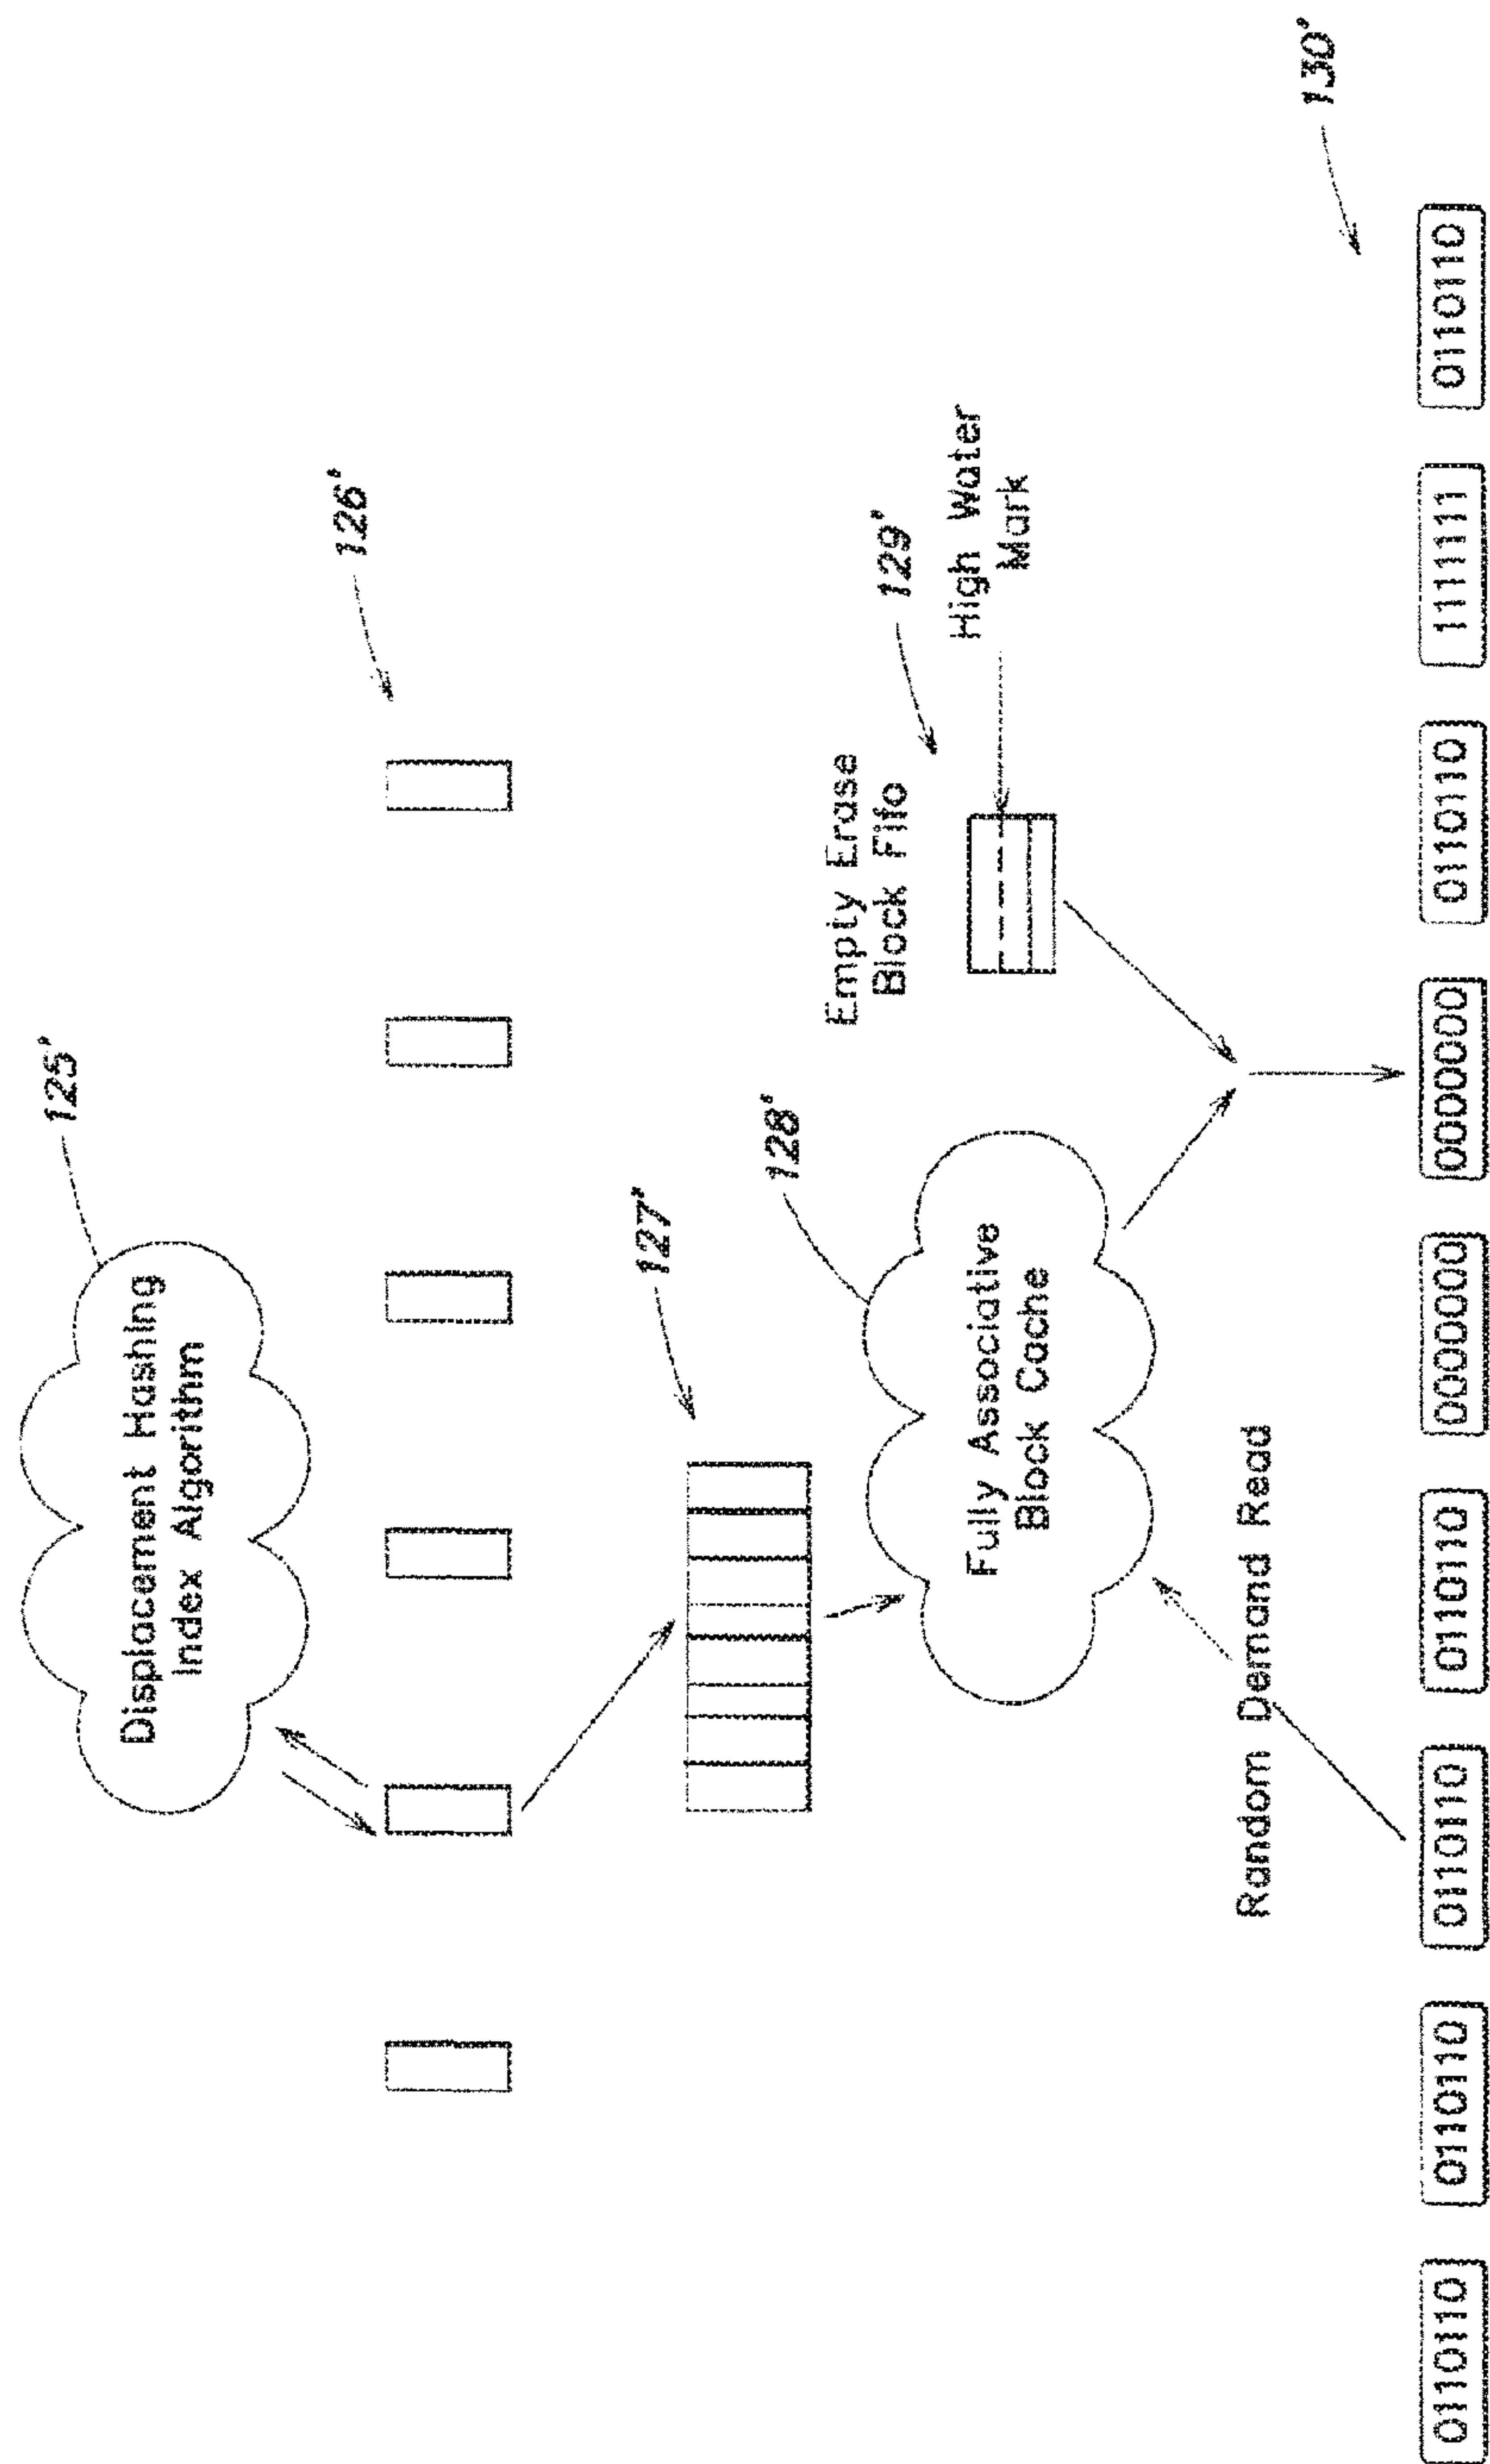 125'
Displacement Hashing
Index Algorithm
126'
127'
128'
Empty Erase
Block Fifo
129'
High Water
Mark
Fully Associative
Block Cache
Random Demand Read
130'
0110110 0110110 0110110 0110110 0000000 0000000 0110110 1111111 0110110